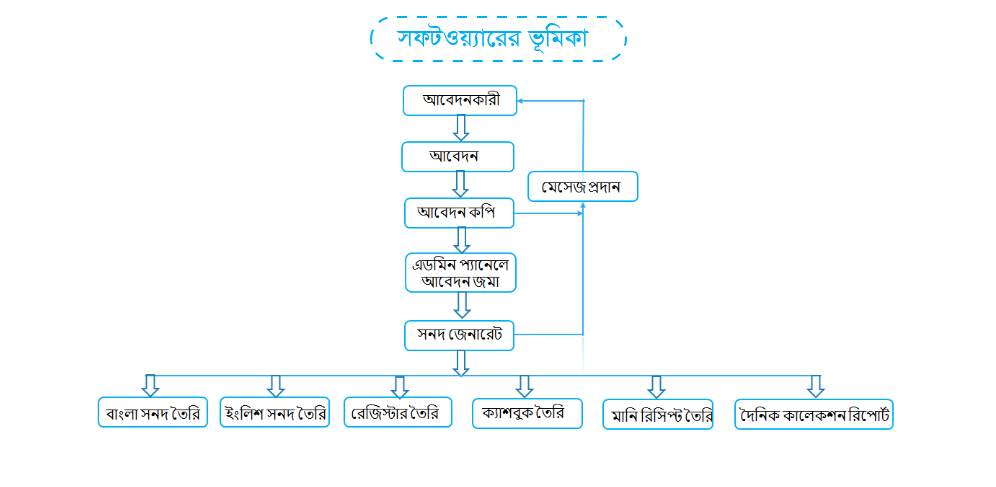 সফটওয়্যারের ভূমিকা
আবেদনকারী
আবেদন
মেসেজ প্রদান
আবেদন কপি
এডমিন প্যানেলে
আবেদন জমা
সনদ জেনারেট
বাংলা সনদ তৈরি
ইংলিশ সনদ তৈরি
রেজিস্টার তৈরি
ক্যাশবুক তৈরি
মানি রিসিপ্ট তৈরি
দৈনিক কালেকশন রিপোর্ট